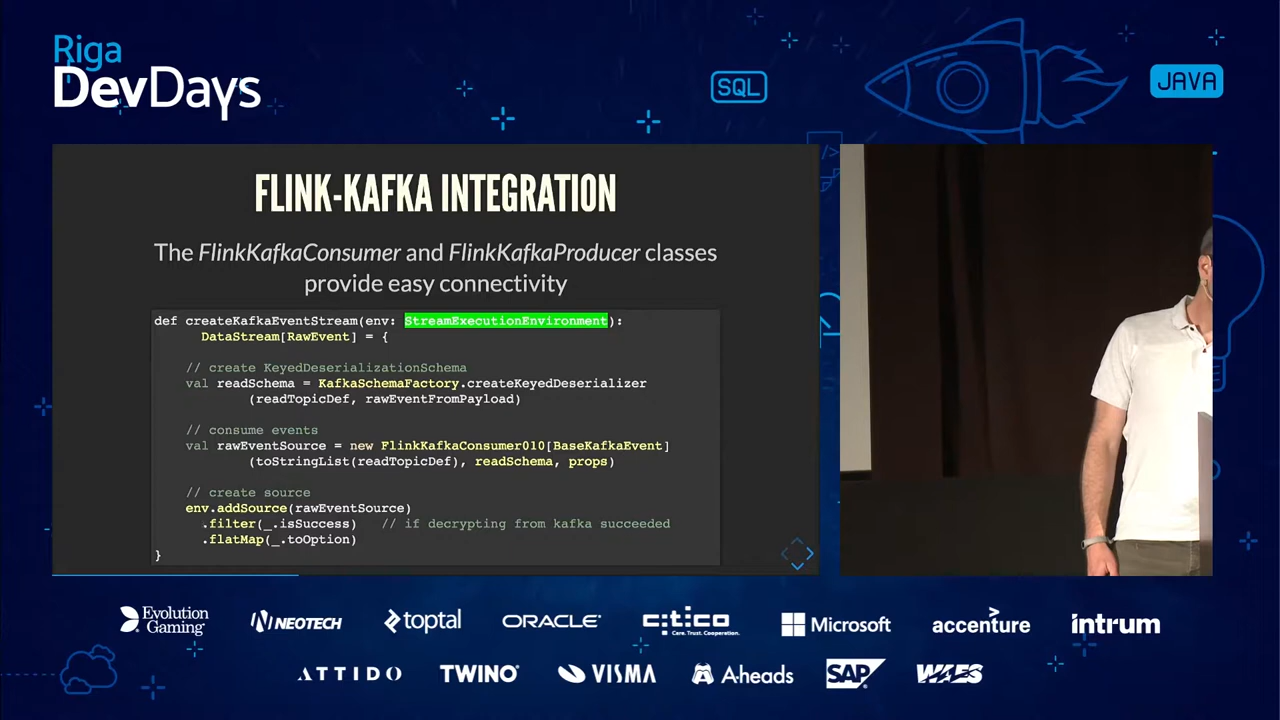 Riga
DevDays
SQL
JAVA
</>
FLINK-KAFKA INTEGRATION
The FlinkKafkaConsumer and FlinkKafkaProducer classes
provide easy connectivity
def createKafkaEventStream(env: StreamExecutionEnvironment):
DataStream[RawEvent] = {
// create KeyedDeserializationSchema
val readSchema = KafkaSchemaFactory.createKeyedDeserializer
(readTopicDef, rawEventFromPayload)
// consume events
val rawEventSource = new FlinkKafkaConsumer010[BaseKafkaEvent]
(toStringList(readTopicDef), readSchema, props)
// create source
env.addSource(rawEventSource)
.filter(_.isSuccess) // if decrypting from kafka succeeded
.flatMap(_.toOption)
}
Evolution Gaming
NEOTECH
toptal
ORACLE
citco
Care. Trust. Cooperation.
Microsoft
accenture
intrum
ATTIDO
TWINO
VISMA
A-heads
SAP
WAES